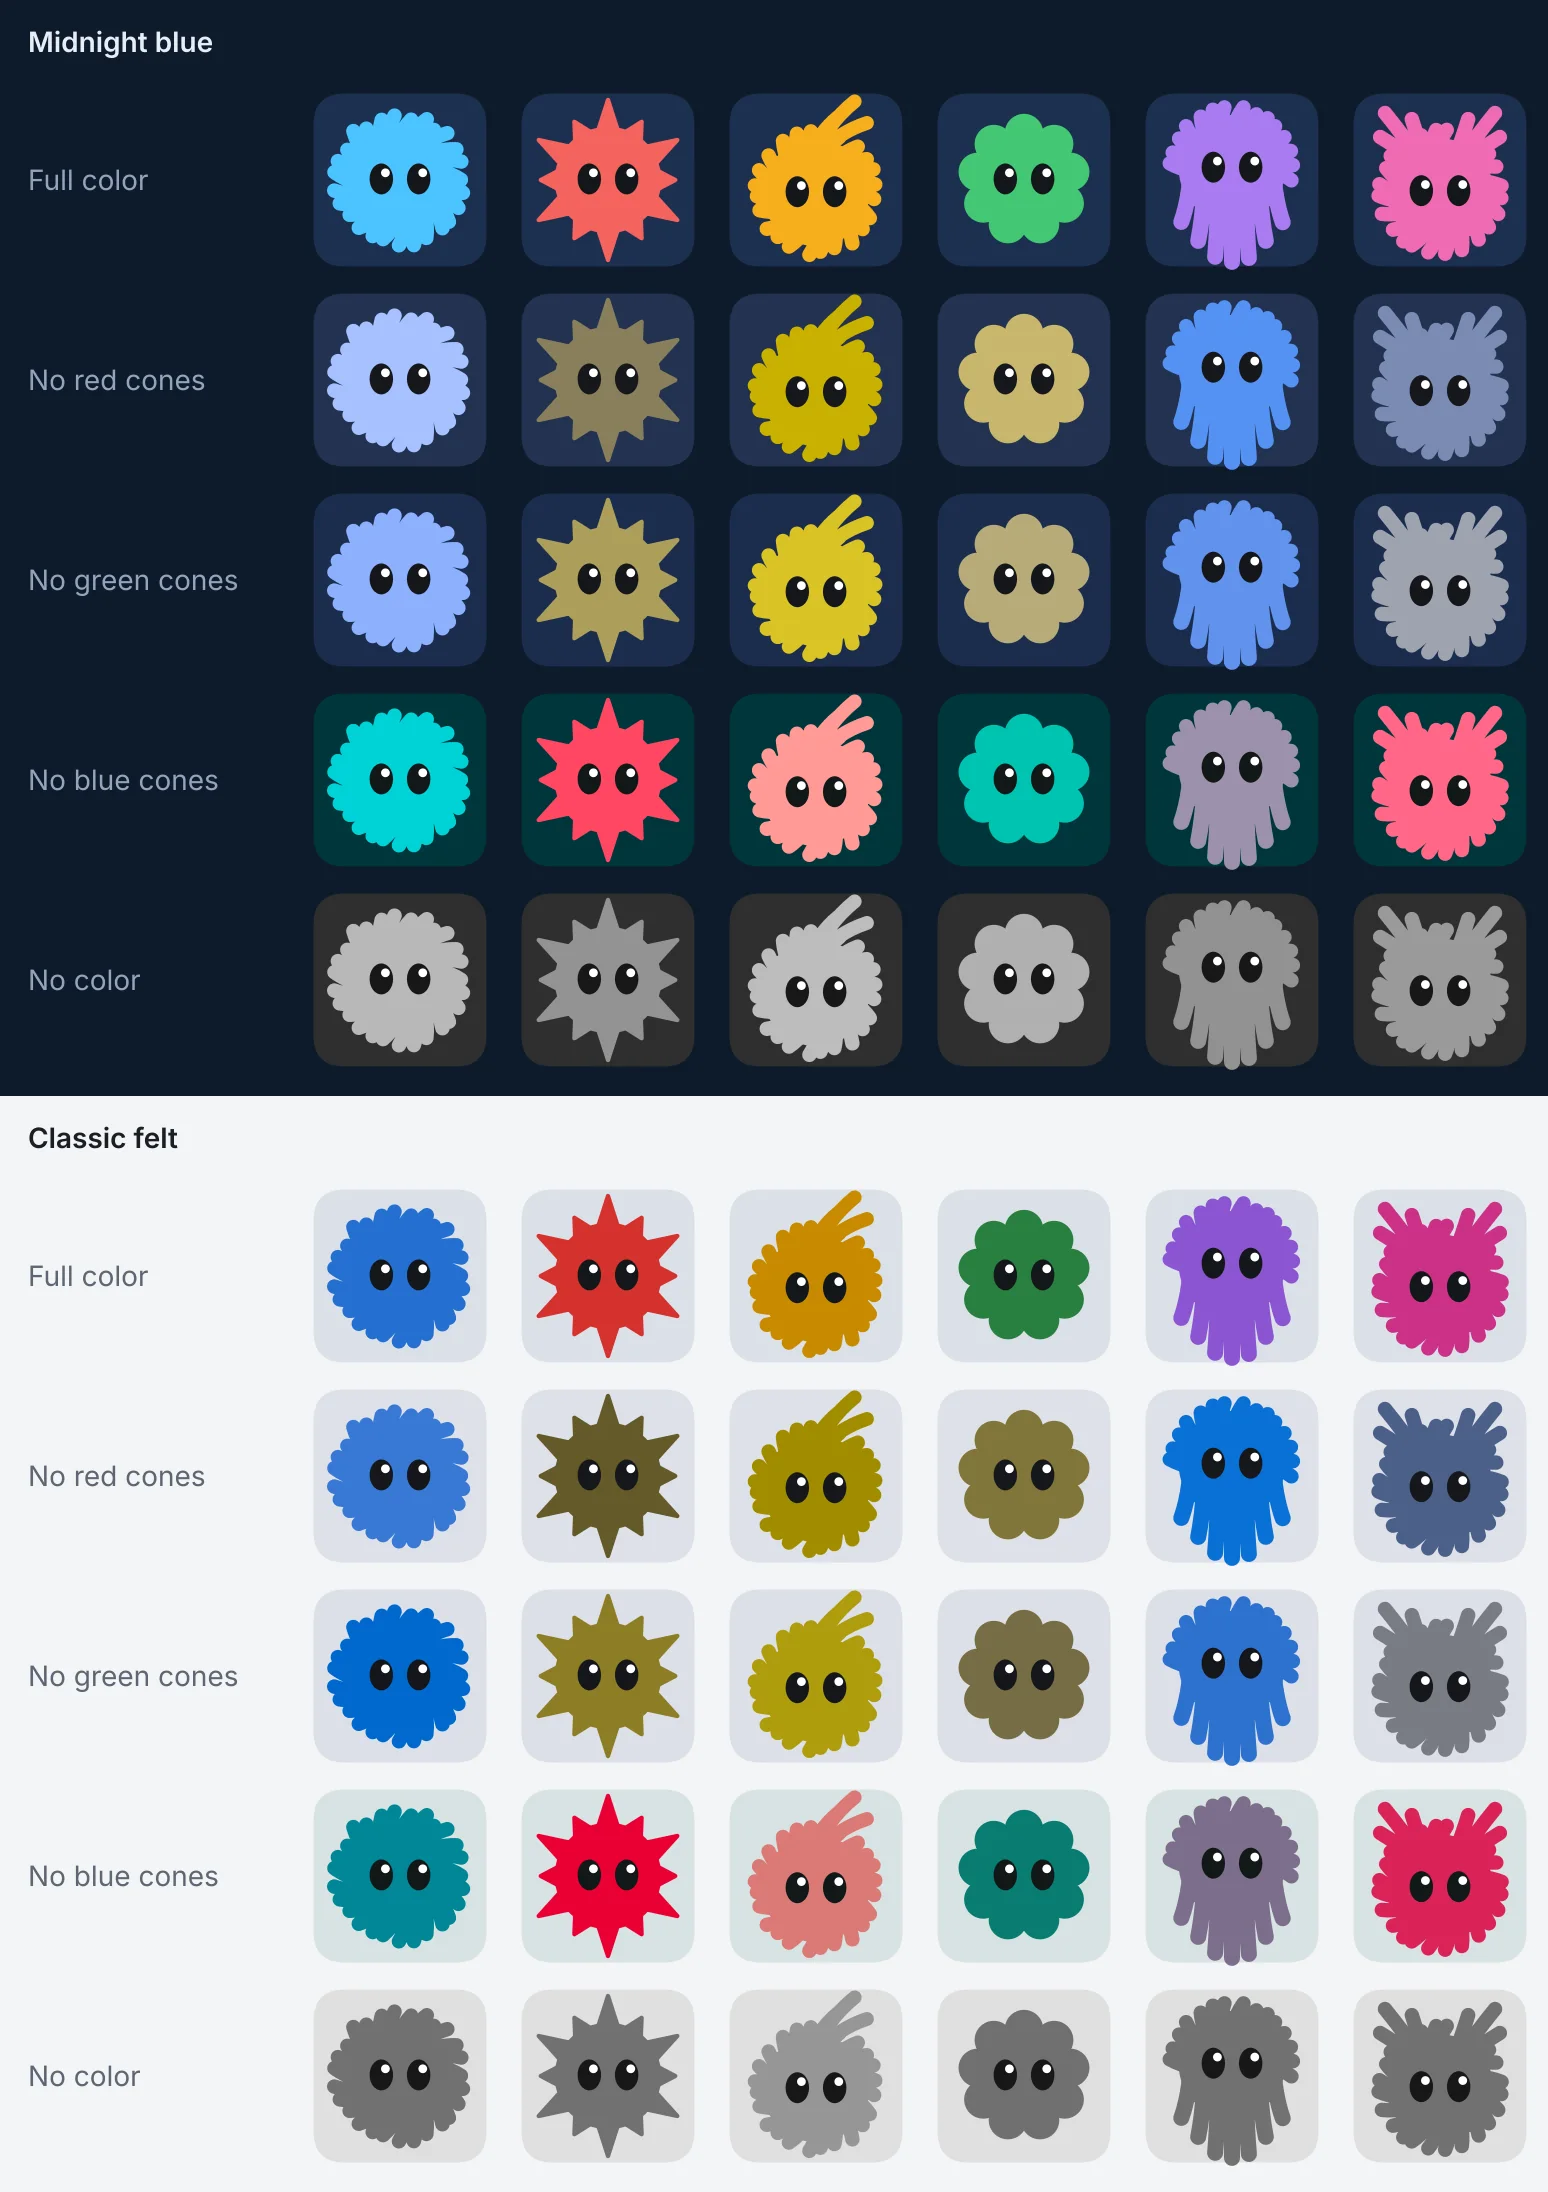 Midnight blue
Full color
No red cones
No green cones
No blue cones
No color
Classic felt
Full color
No red cones
No green cones
No blue cones
No color